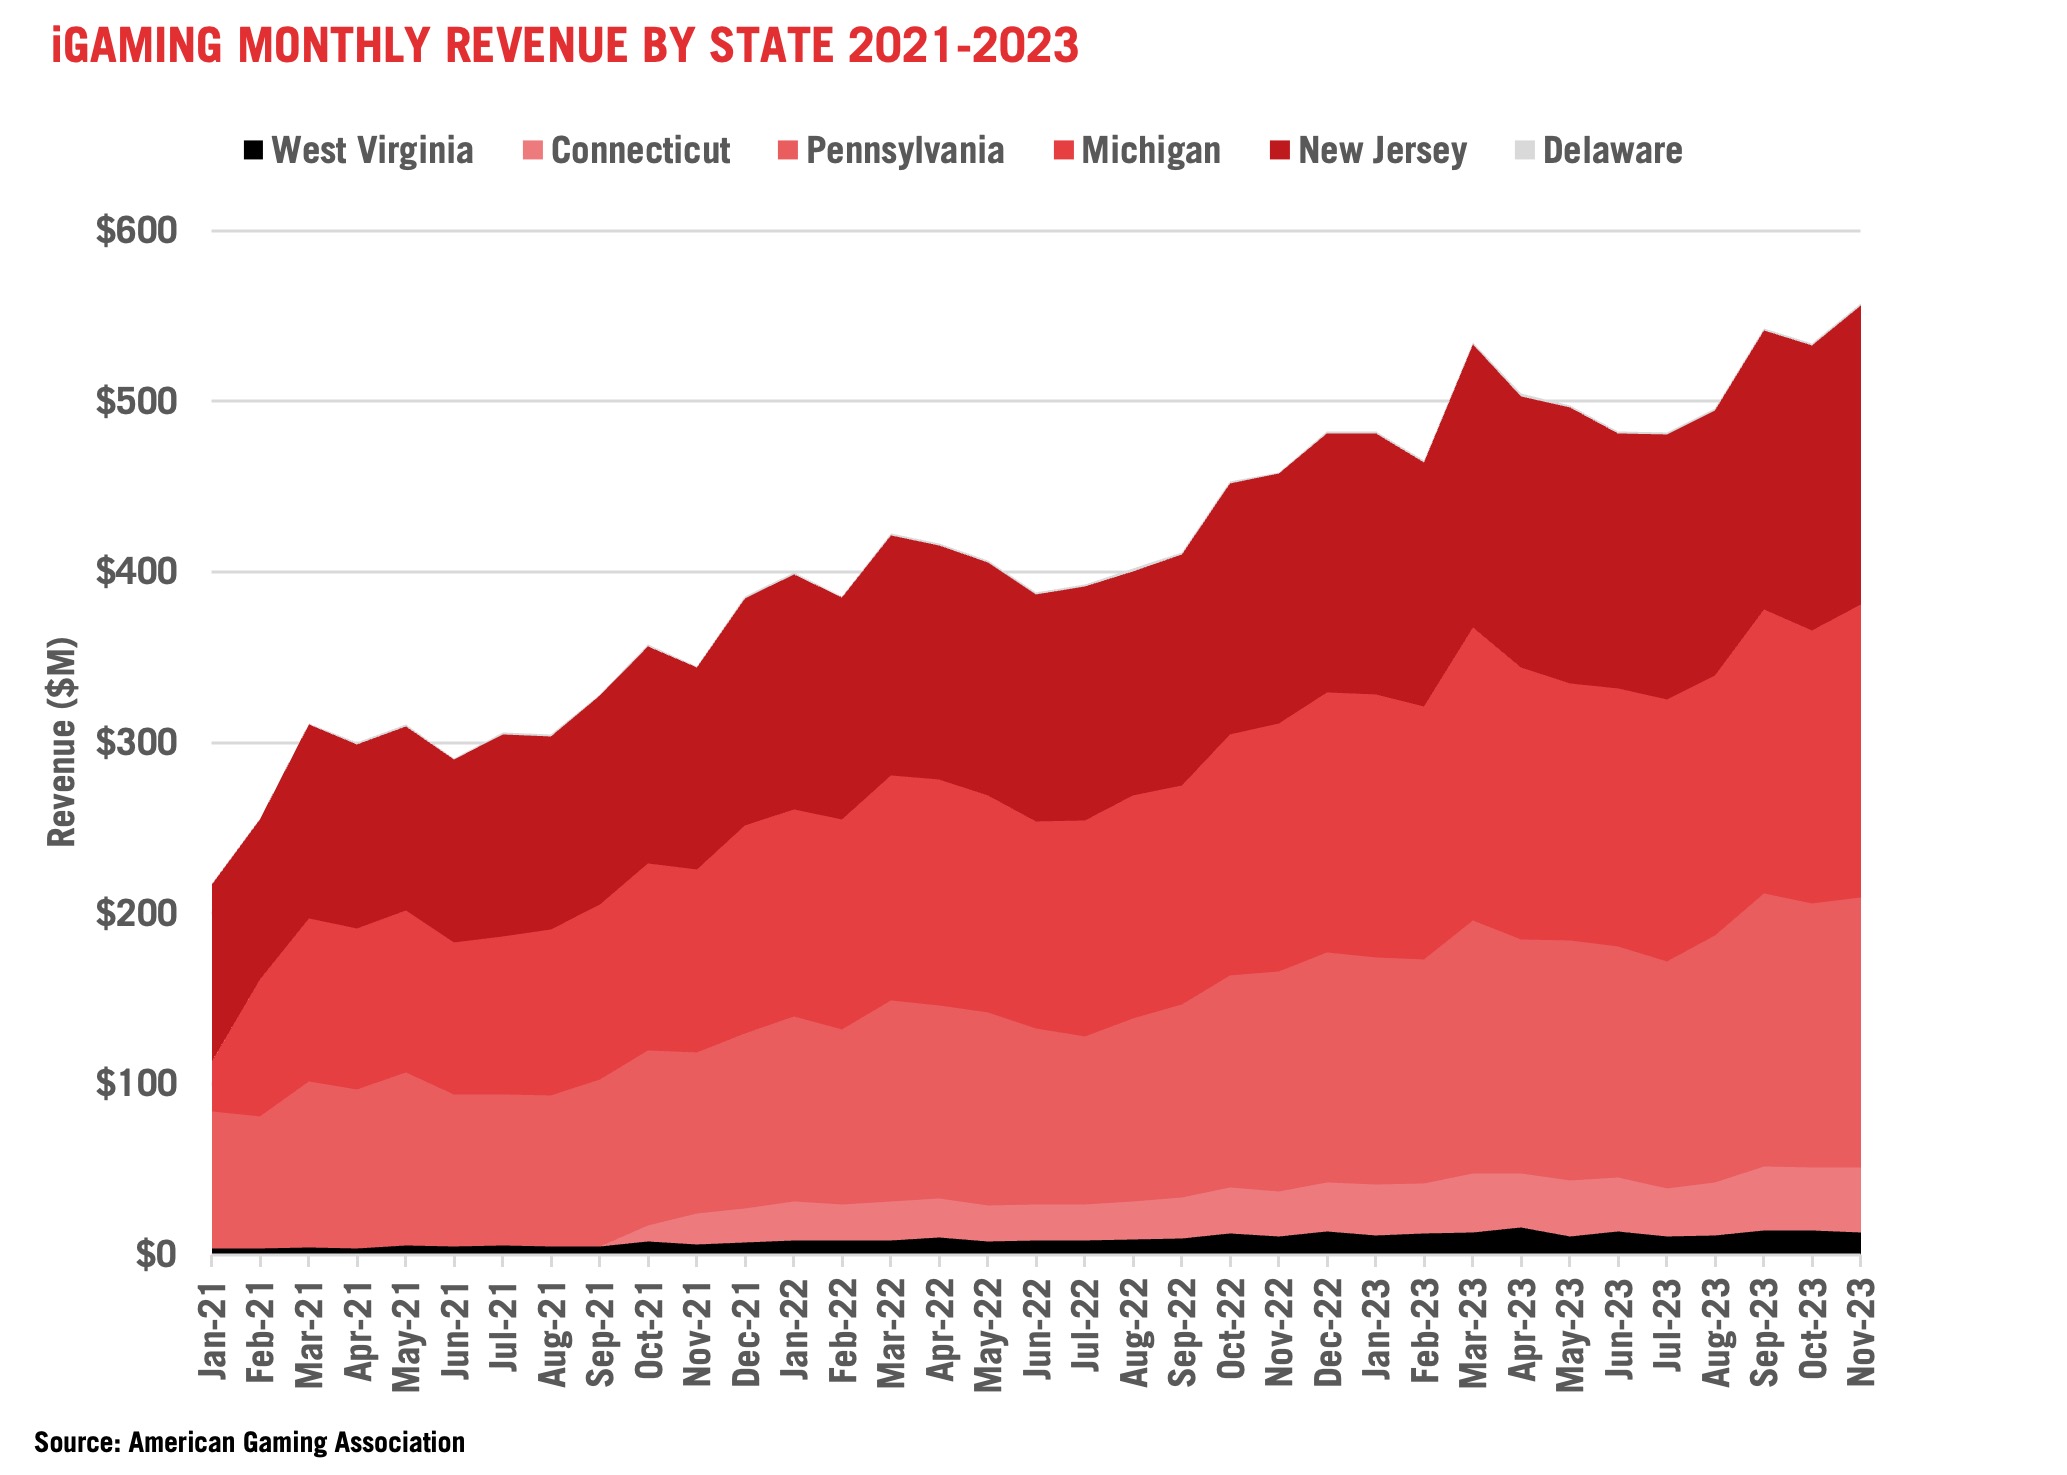 iGAMING MONTHLY REVENUE BY STATE 2021-2023
West Virginia Connecticut Pennsylvania Michigan New Jersey Delaware
$600
$500
$400
$300
$200
$100
$0
Revenue ($M)
Jan-21 Feb-21 Mar-21 Apr-21 May-21 Jun-21 Jul-21 Aug-21 Sep-21 Oct-21 Nov-21 Dec-21 Jan-22 Feb-22 Mar-22 Apr-22 May-22 Jun-22 Jul-22 Aug-22 Sep-22 Oct-22 Nov-22 Dec-22 Jan-23 Feb-23 Mar-23 Apr-23 May-23 Jun-23 Jul-23 Aug-23 Sep-23 Oct-23 Nov-23
Source: American Gaming Association